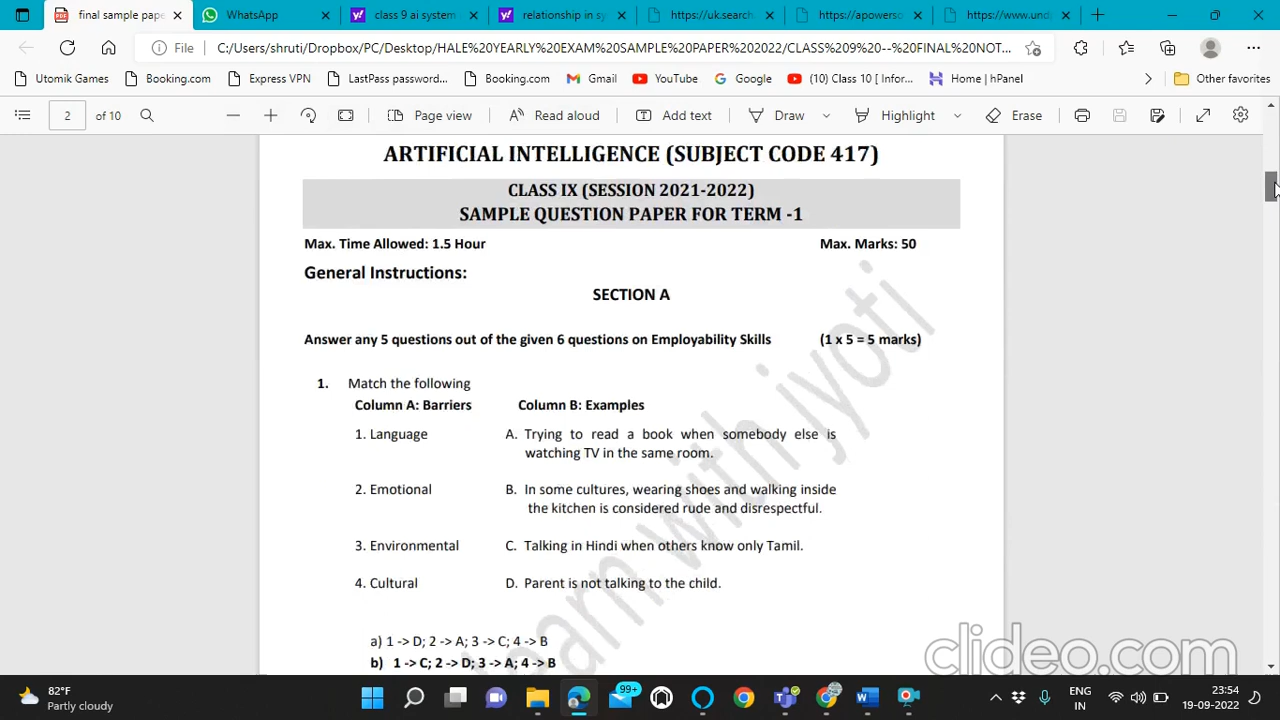 final sample pape
WhatsApp
class 9 ai system
relationship in sy
https://uk.search
https://apowerso
https://www.und
File
C:/Users/shruti/Dropbox/PC/Desktop/HALE%20YEARLY%20EXAM%20SAMPLE%20PAPER%202022/CLASS%209%20--%20FINAL%20NOT...
Utomik Games
Booking.com
Express VPN
LastPass password...
Booking.com
Gmail
YouTube
Google
(10) Class 10 [ Infor...
Home | hPanel
Other favorites
2 of 10
Page view
Read aloud
Add text
Draw
Highlight
Erase
ARTIFICIAL INTELLIGENCE (SUBJECT CODE 417)
CLASS IX (SESSION 2021-2022)
SAMPLE QUESTION PAPER FOR TERM -1
Max. Time Allowed: 1.5 Hour Max. Marks: 50
General Instructions:
SECTION A
Answer any 5 questions out of the given 6 questions on Employability Skills (1 x 5 = 5 marks)
1. Match the following
Column A: Barriers Column B: Examples
1. Language A. Trying to read a book when somebody else is
watching TV in the same room.
2. Emotional B. In some cultures, wearing shoes and walking inside
the kitchen is considered rude and disrespectful.
3. Environmental C. Talking in Hindi when others know only Tamil.
4. Cultural D. Parent is not talking to the child.
a) 1 -> D; 2 -> A; 3 -> C; 4 -> B
b) 1 -> C; 2 -> D; 3 -> A; 4 -> B
learn with jyoti
clideo.com
82°F
Partly cloudy
99+
ENG
IN
23:54
19-09-2022